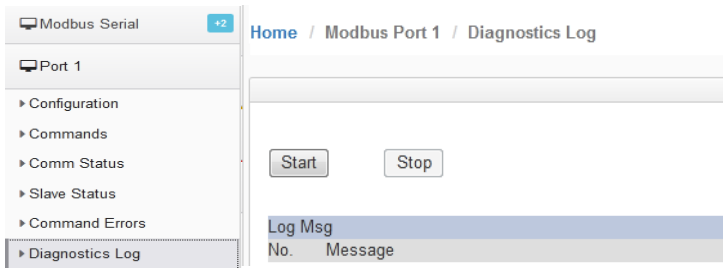 Modbus Serial +2
Port 1
Configuration
Commands
Comm Status
Slave Status
Command Errors
Diagnostics Log
Home / Modbus Port 1 / Diagnostics Log
Start Stop
Log Msg
No. Message